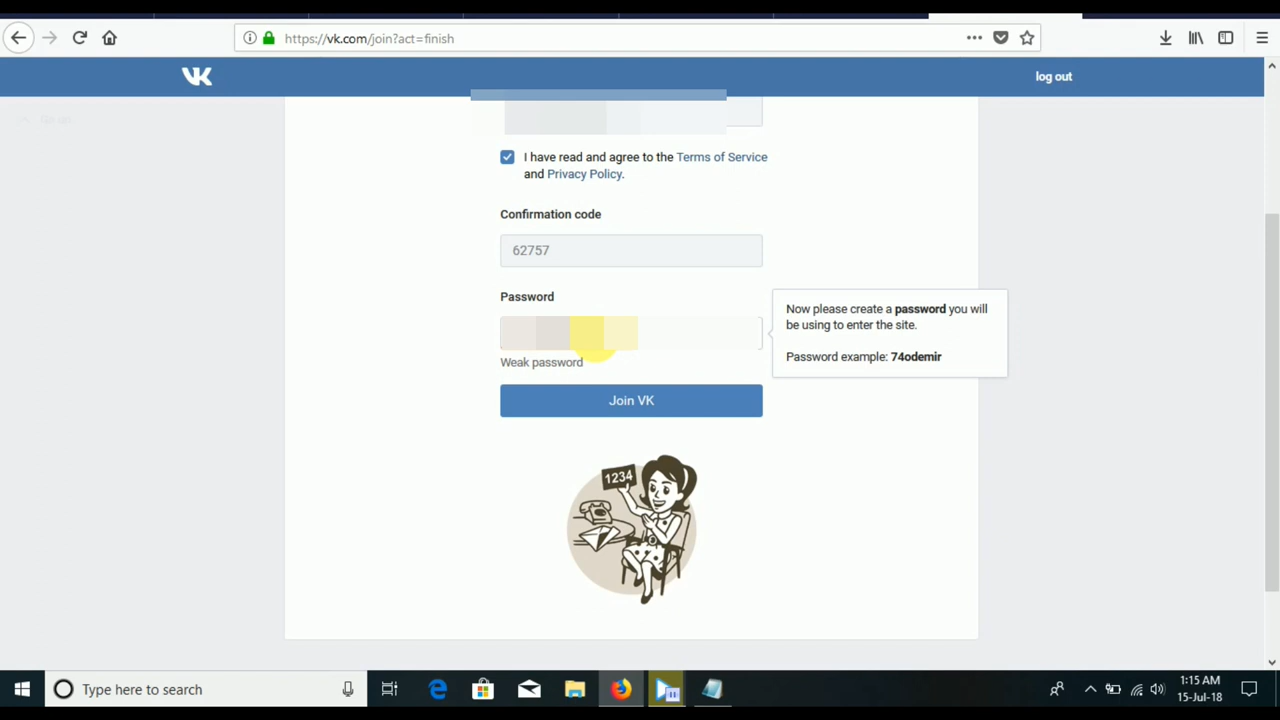 https://vk.com/join?act=finish
log out
I have read and agree to the Terms of Service
and Privacy Policy.
Confirmation code
62757
Password
Now please create a password you will
be using to enter the site.
Password example: 74odemir
Weak password
Join VK
1234
Type here to search
1:15 AM
15-Jul-18